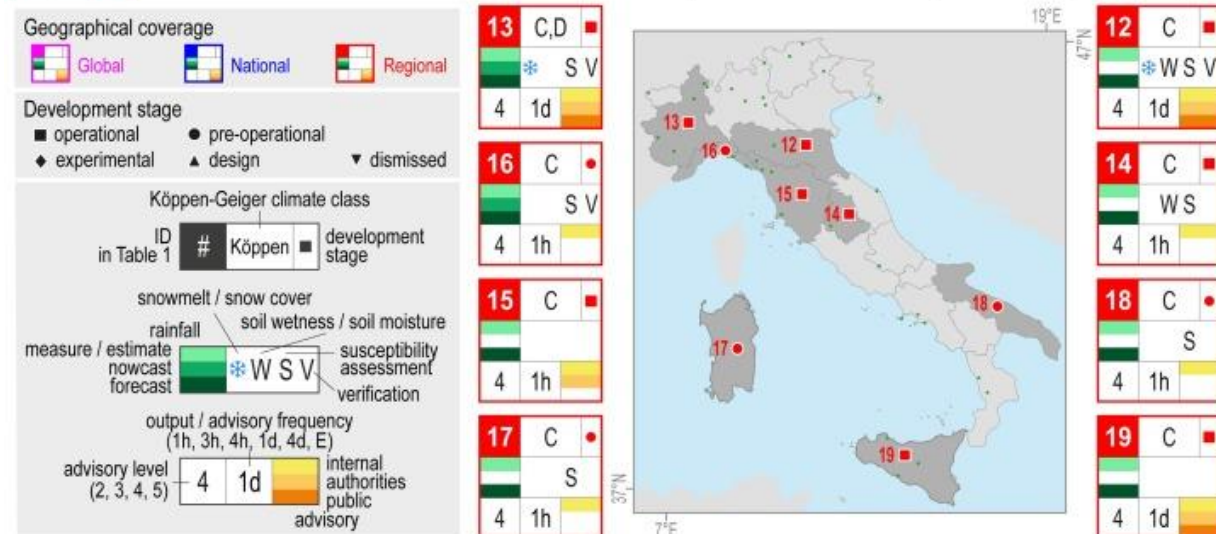 Geographical coverage
Global National Regional
Development stage
■ operational ● pre-operational
◆ experimental ▲ design ▼ dismissed
Köppen-Geiger climate class
ID
in Table 1
# Köppen ■
development
stage
snowmelt / snow cover
rainfall
soil wetness / soil moisture
measure / estimate
nowcast
forecast
❄ W S V
susceptibility
assessment
verification
output / advisory frequency
(1h, 3h, 4h, 1d, 4d, E)
advisory level
(2, 3, 4, 5)
4 1d
internal
authorities
public
advisory
13 C,D ■
❄ S V
4 1d
16 C ●
S V
4 1h
15 C ■
4 1h
17 C ●
S
4 1h
19°E
47°N
13
16
12
15
14
18
17
19
37°N
7°E
12 C ■
❄ W S V
4 1d
14 C ■
W S
4 1h
18 C ●
S
4 1h
19 C ■
4 1d